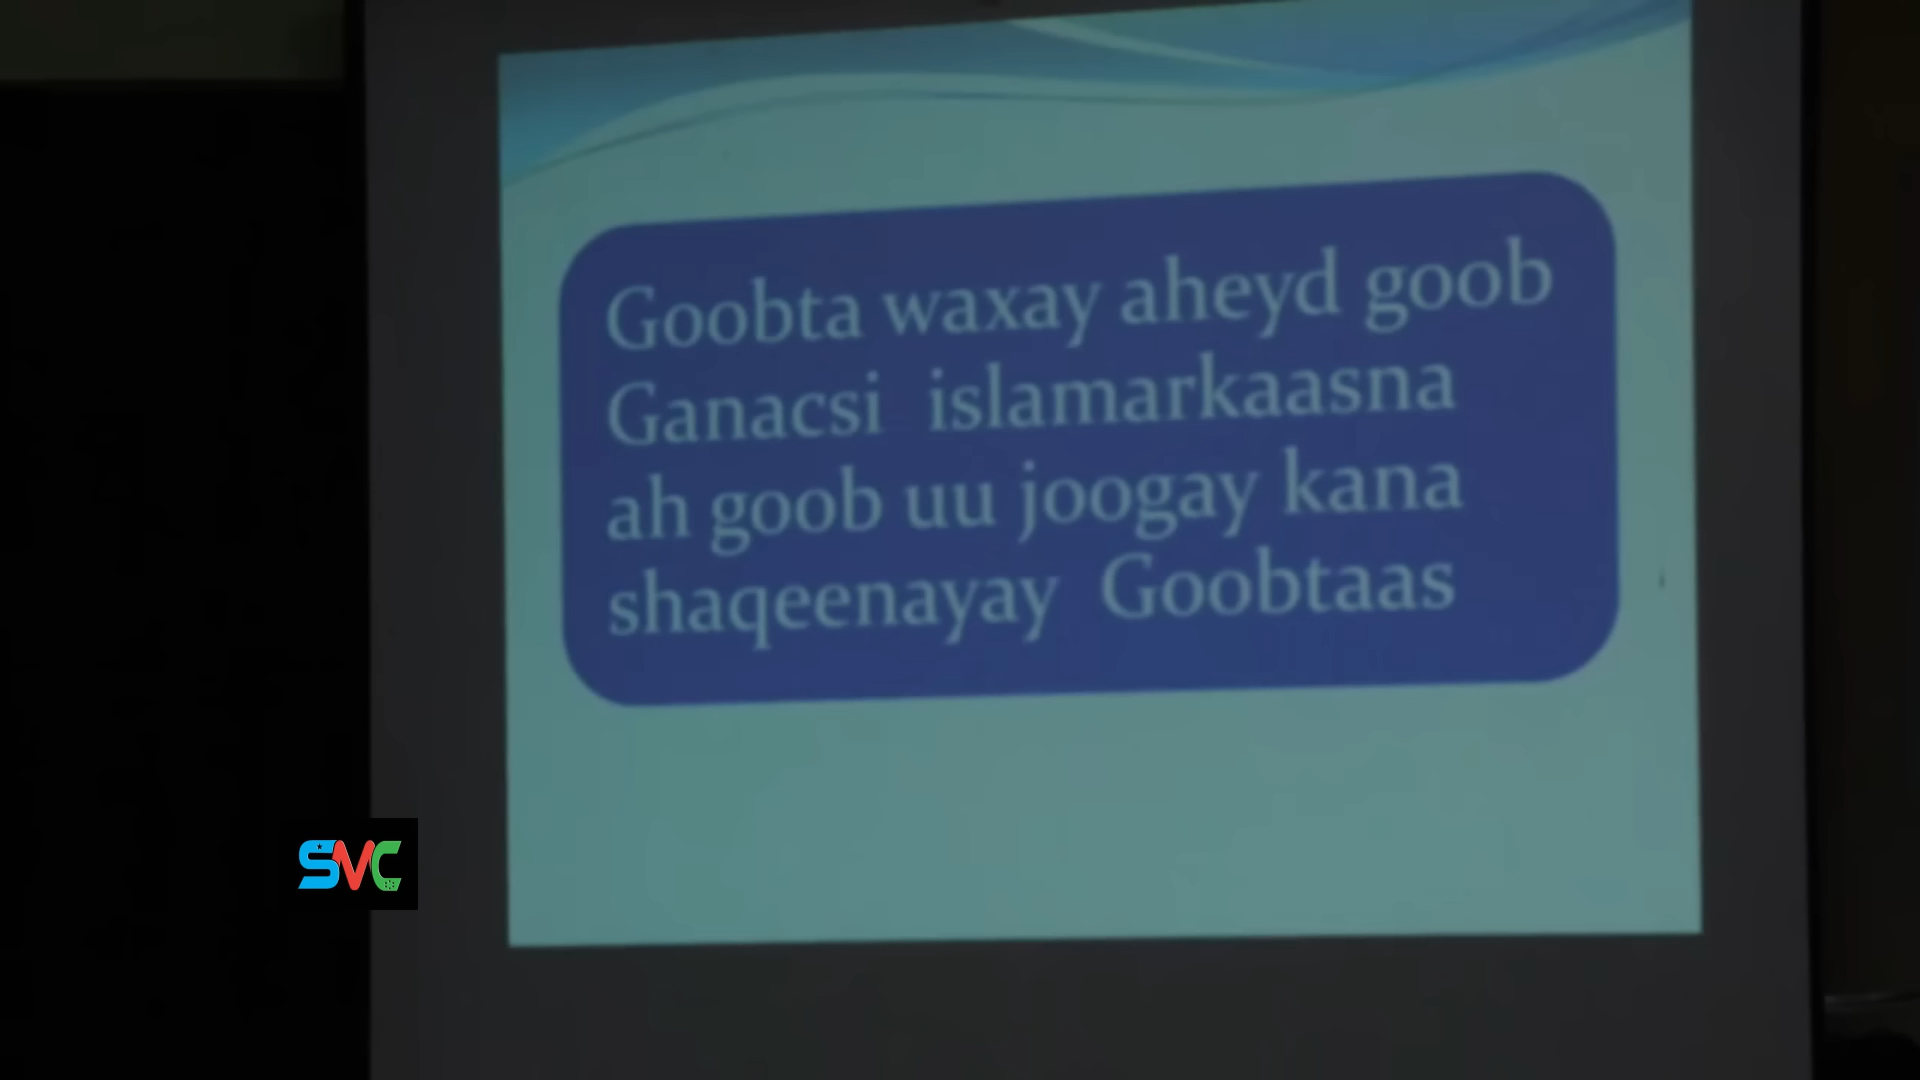 Goobta waxay aheyd goob
Ganacsi islamarkaasna
ah goob uu joogay kana
shaqeenayay Goobtaas
SVC